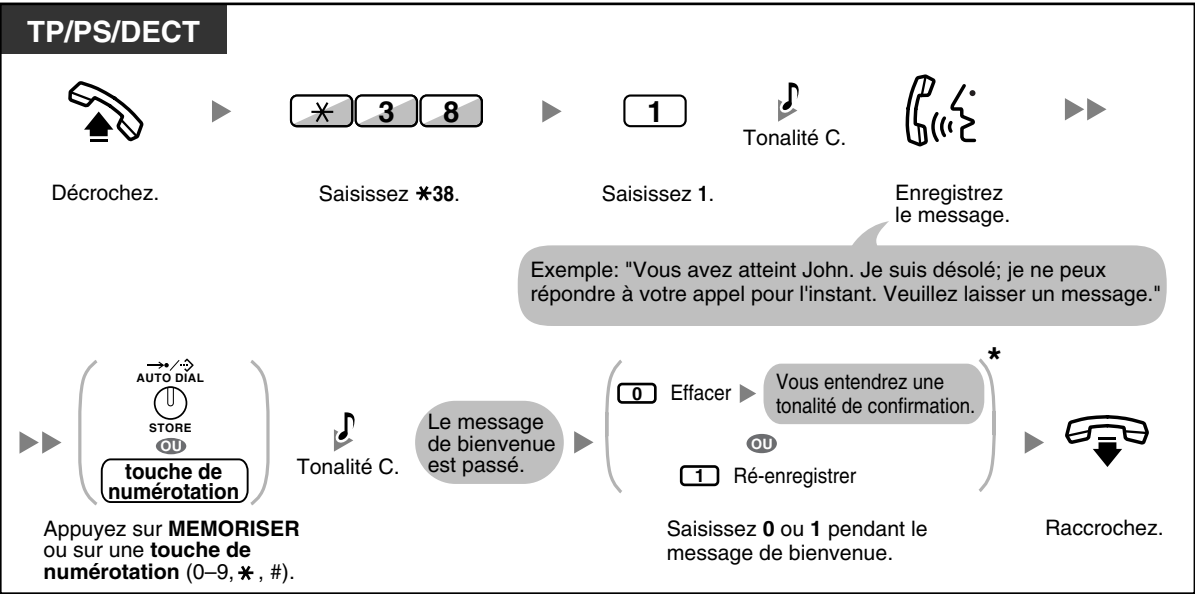 TP/PS/DECT
✳ 3 8
1
Tonalité C.
Décrochez.
Saisissez ✳38.
Saisissez 1.
Enregistrez
le message.
Exemple: "Vous avez atteint John. Je suis désolé; je ne peux
répondre à votre appel pour l'instant. Veuillez laisser un message."
AUTO DIAL
STORE
OU
touche de
numérotation
Tonalité C.
Le message
de bienvenue
est passé.
0 Effacer
Vous entendrez une
tonalité de confirmation.
*
OU
1 Ré-enregistrer
Appuyez sur MEMORISER
ou sur une touche de
numérotation (0–9, ✳ , #).
Saisissez 0 ou 1 pendant le
message de bienvenue.
Raccrochez.